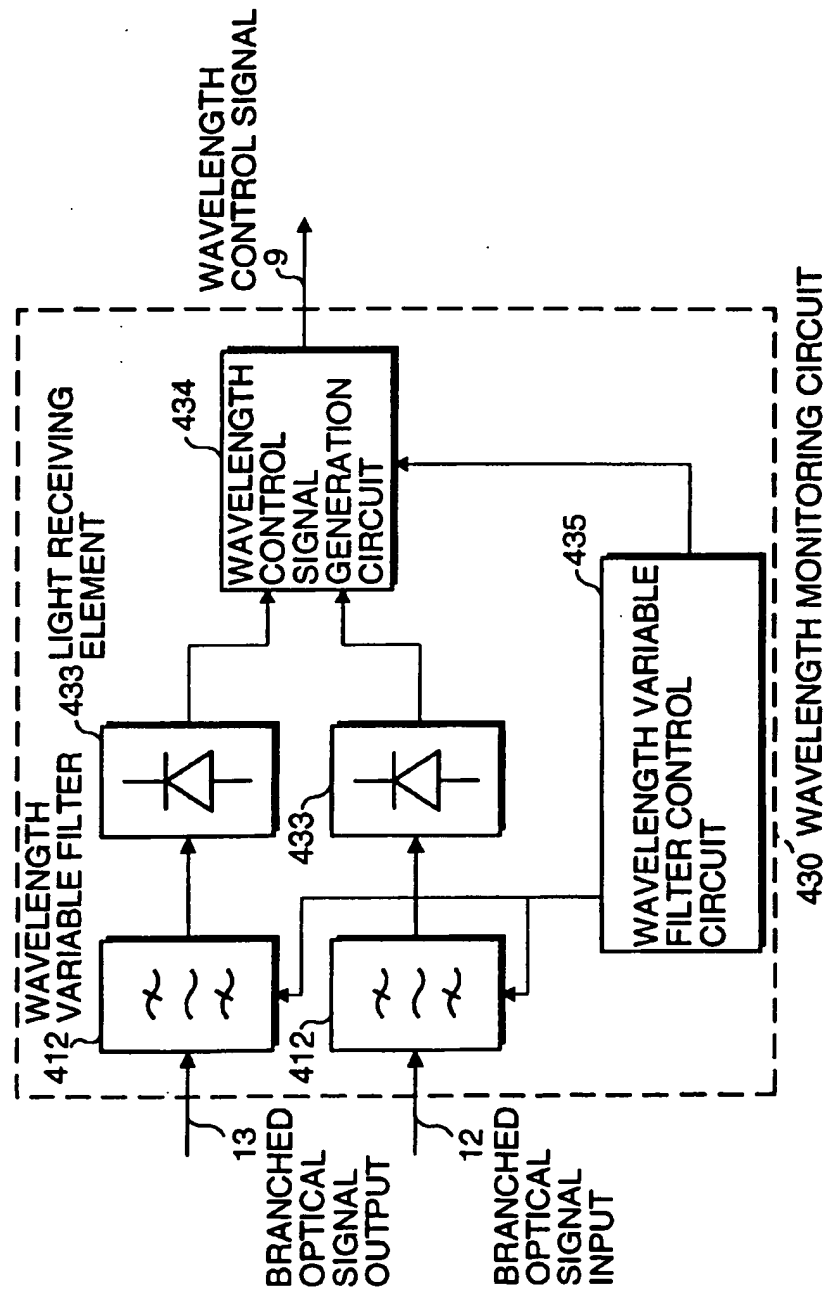 WAVELENGTH
VARIABLE FILTER
412
433
LIGHT RECEIVING
ELEMENT
434
WAVELENGTH
CONTROL
SIGNAL
GENERATION
CIRCUIT
WAVELENGTH
CONTROL SIGNAL
9
13
BRANCHED
OPTICAL
SIGNAL
OUTPUT
412
433
12
BRANCHED
OPTICAL
SIGNAL
INPUT
435
WAVELENGTH VARIABLE
FILTER CONTROL
CIRCUIT
430 WAVELENGTH MONITORING CIRCUIT